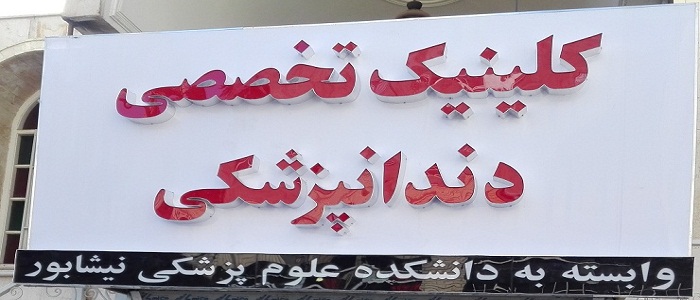 کلینیک تخصصی
دندانپزشکی
وابسته به دانشکده علوم پزشکی نیشابور